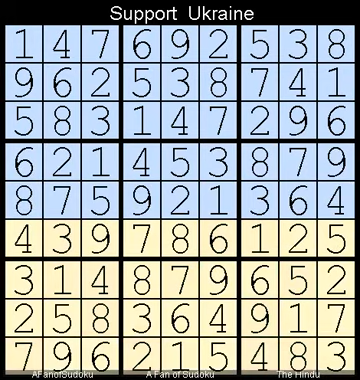 Support Ukraine
1 4 7 6 9 2 5 3 8
9 6 2 5 3 8 7 4 1
5 8 3 1 4 7 2 9 6
6 2 1 4 5 3 8 7 9
8 7 5 9 2 1 3 6 4
4 3 9 7 8 6 1 2 5
3 1 4 8 7 9 6 5 2
2 5 8 3 6 4 9 1 7
7 9 6 2 1 5 4 8 3
AFanofSudoku A Fan of Sudoku The Hindu